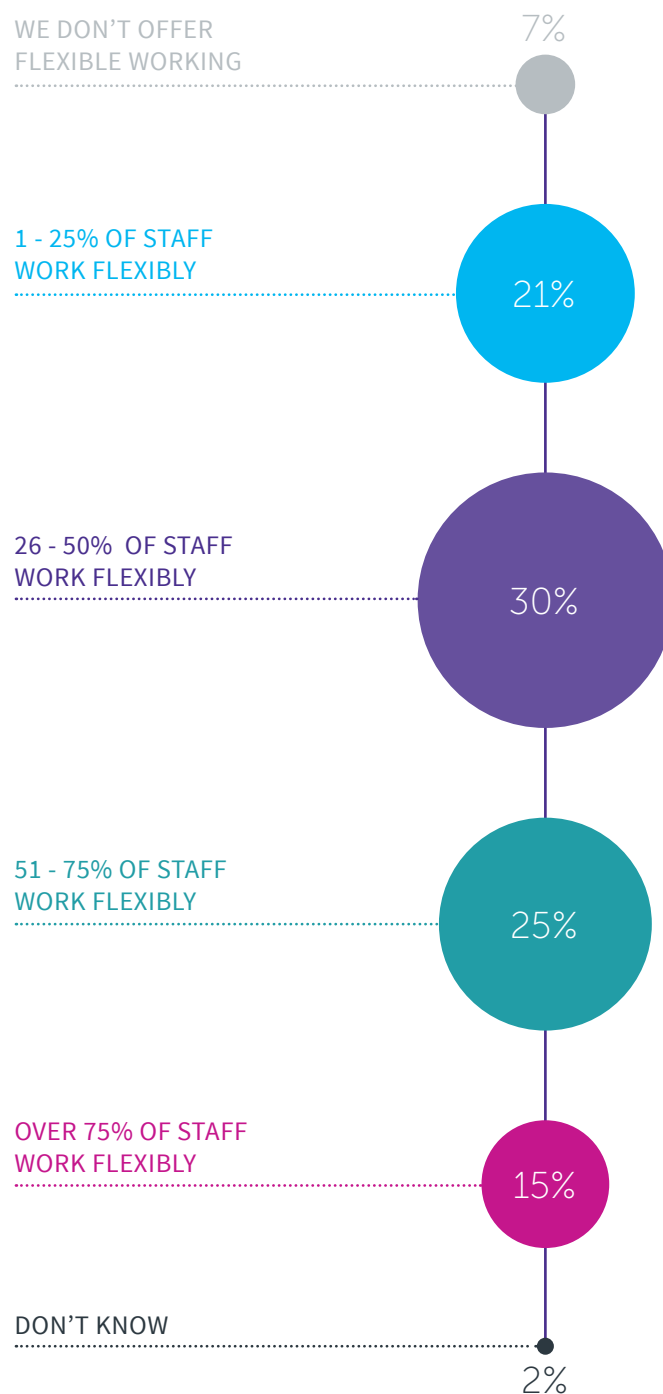 WE DON’T OFFER
FLEXIBLE WORKING
7%
1 - 25% OF STAFF
WORK FLEXIBLY
21%
26 - 50%  OF STAFF
WORK FLEXIBLY
30%
51 - 75% OF STAFF
WORK FLEXIBLY
25%
OVER 75% OF STAFF
WORK FLEXIBLY
15%
DON’T KNOW
2%